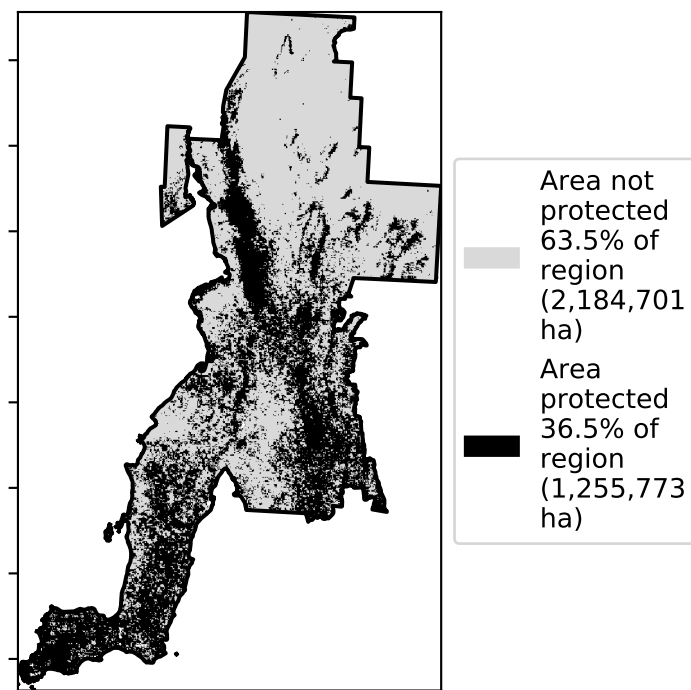 Area not
protected
63.5% of
region
(2,184,701
ha)
Area
protected
36.5% of
region
(1,255,773
ha)